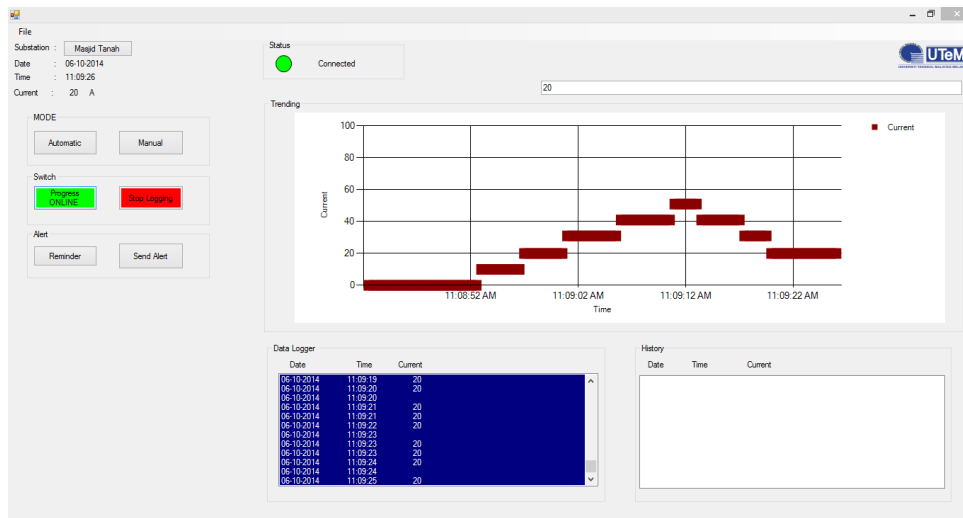 File
Substation : Masjid Tanah
Date : 06-10-2014
Time : 11:09:26
Current : 20 A
Status
Connected
UTeM
20
MODE
Automatic Manual
Switch
Progress
ONLINE
Stop Logging
Alert
Reminder Send Alert
Trending
100
80
60
40
20
0
Current
11:08:52 AM 11:09:02 AM 11:09:12 AM 11:09:22 AM
Time
Current
Data Logger
Date Time Current
06-10-2014 11:09:19 20
06-10-2014 11:09:20 20
06-10-2014 11:09:20
06-10-2014 11:09:21 20
06-10-2014 11:09:21 20
06-10-2014 11:09:22 20
06-10-2014 11:09:23
06-10-2014 11:09:23 20
06-10-2014 11:09:23 20
06-10-2014 11:09:24 20
06-10-2014 11:09:24
06-10-2014 11:09:25 20
History
Date Time Current